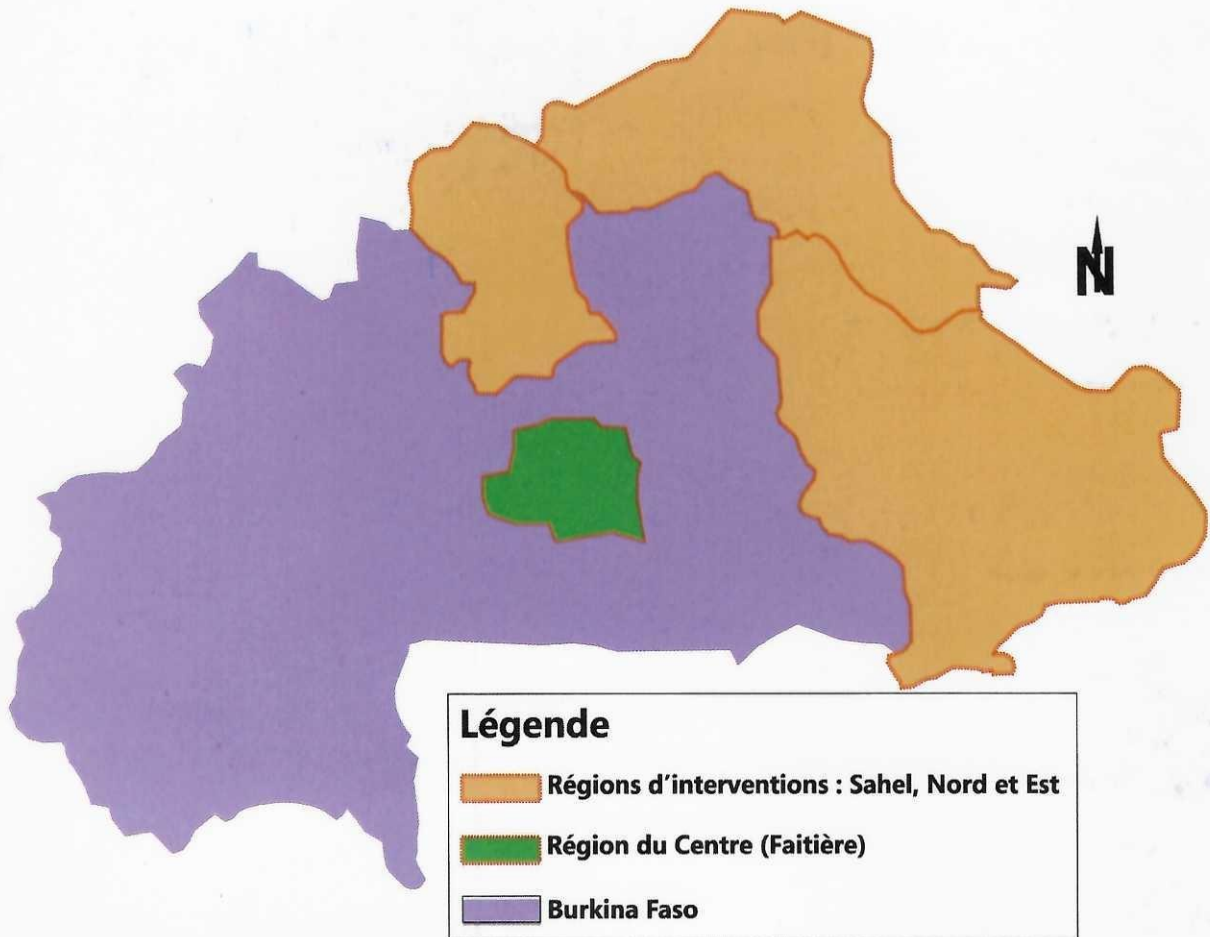 N
Légende
Régions d'interventions : Sahel, Nord et Est
Région du Centre (Faitière)
Burkina Faso